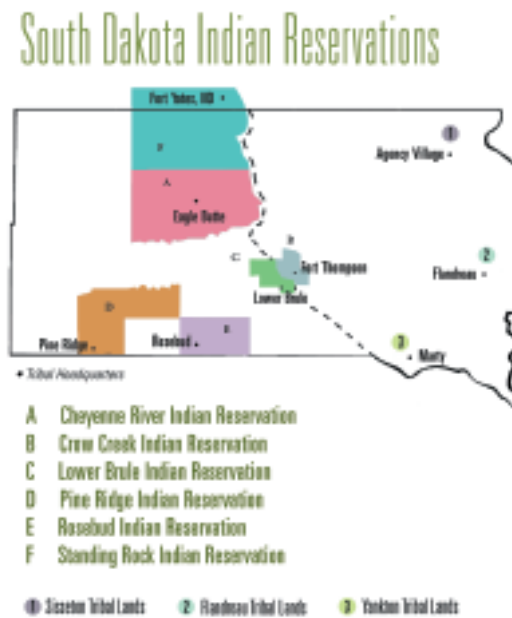 South Dakota Indian Reservations
Fort Yates, ND
F
Agency Village
1
A
Eagle Butte
B
C
Fort Thompson
2
Flandreau
Lower Brule
D
E
Pine Ridge
Rosebud
3
Marty
Tribal Headquarters
A Cheyenne River Indian Reservation
B Crow Creek Indian Reservation
C Lower Brule Indian Reservation
D Pine Ridge Indian Reservation
E Rosebud Indian Reservation
F Standing Rock Indian Reservation
1 Sisseton Tribal Lands
2 Flandreau Tribal Lands
3 Yankton Tribal Lands